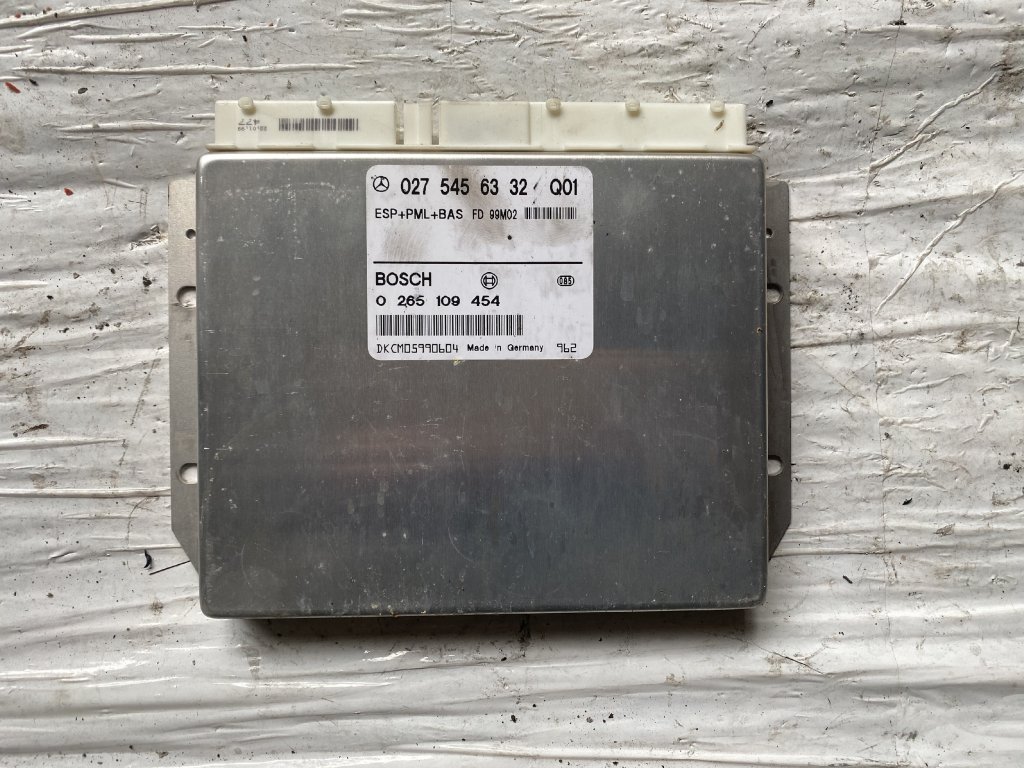 027 545 63 32 Q01
ESP+PML+BAS FD 99M02
BOSCH
085
0 265 109 454
DKCM05990604 Made in Germany 962